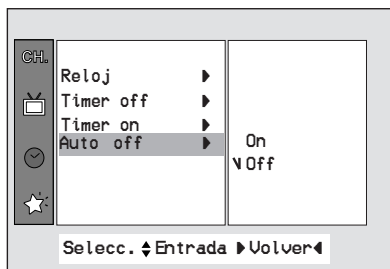 CH.
Reloj
Timer off
Timer on
Auto off
On
Off
Selecc. Entrada Volver